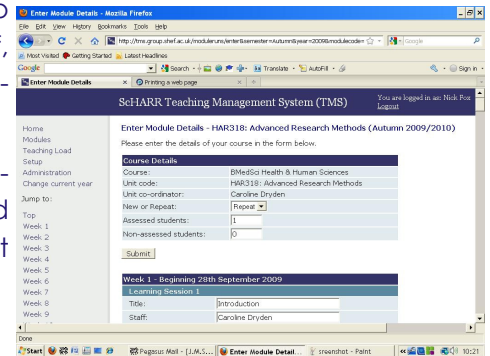 Enter Module Details - Mozilla Firefox
File Edit View History Bookmarks Tools Help
http://tms.group.shef.ac.uk/moduleruns/enter&semester=Autumn&year=2009&modulecode=
Google
Most Visited Getting Started Latest Headlines
Google Search Translate AutoFill Sign in
Enter Module Details Printing a web page
ScHARR Teaching Management System (TMS)
You are logged in as: Nick Fox
Logout
Home
Modules
Teaching Load
Setup
Administration
Change current year
Jump to:
Top
Week 1
Week 2
Week 3
Week 4
Week 5
Week 6
Week 7
Week 8
Week 9
Enter Module Details - HAR318: Advanced Research Methods (Autumn 2009/2010)
Please enter the details of your course in the form below.
Course Details
Course: BMedSci Health & Human Sciences
Unit code: HAR318: Advanced Research Methods
Unit co-ordinator: Caroline Dryden
New or Repeat: Repeat
Assessed students: 1
Non-assessed students: 0
Submit
Week 1 - Beginning 28th September 2009
Learning Session 1
Title: Introduction
Staff: Caroline Dryden
Done
Start Pegasus Mail - [J.M.S... Enter Module Detail... sreenshot - Paint 10:21